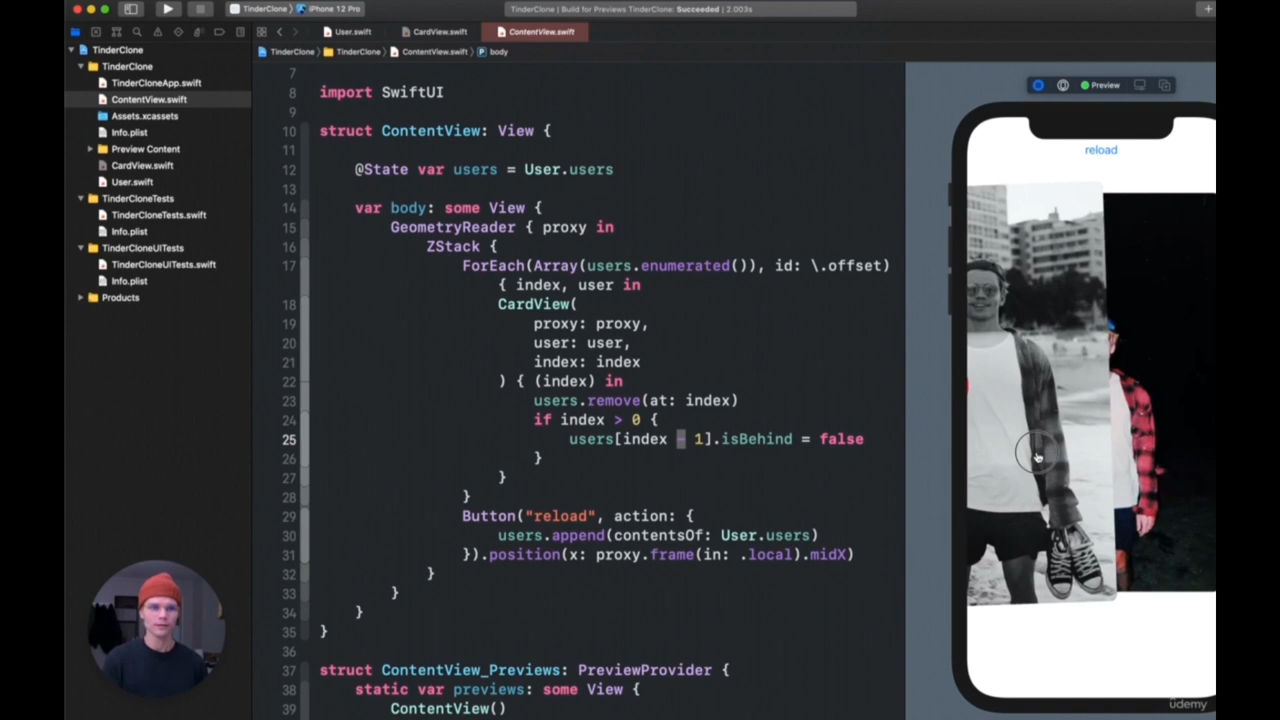 TinderClone
iPhone 12 Pro
TinderClone | Build for Previews TinderClone: Succeeded | 2.003s
User.swift
CardView.swift
ContentView.swift
TinderClone
TinderClone
ContentView.swift
body
TinderClone
TinderClone
TinderCloneApp.swift
ContentView.swift
Assets.xcassets
Info.plist
Preview Content
CardView.swift
User.swift
TinderCloneTests
TinderCloneTests.swift
Info.plist
TinderCloneUITests
TinderCloneUITests.swift
Info.plist
Products
7
8 import SwiftUI
9
10 struct ContentView: View {
11
12 @State var users = User.users
13
14 var body: some View {
15 GeometryReader { proxy in
16 ZStack {
17 ForEach(Array(users.enumerated()), id: \.offset)
{ index, user in
18 CardView(
19 proxy: proxy,
20 user: user,
21 index: index
22 ) { (index) in
23 users.remove(at: index)
24 if index > 0 {
25 users[index - 1].isBehind = false
26 }
27 }
28 }
29 Button("reload", action: {
30 users.append(contentsOf: User.users)
31 }).position(x: proxy.frame(in: .local).midX)
32 }
33 }
34 }
35 }
36
37 struct ContentView_Previews: PreviewProvider {
38 static var previews: some View {
39 ContentView()
Preview
reload
ûdemy